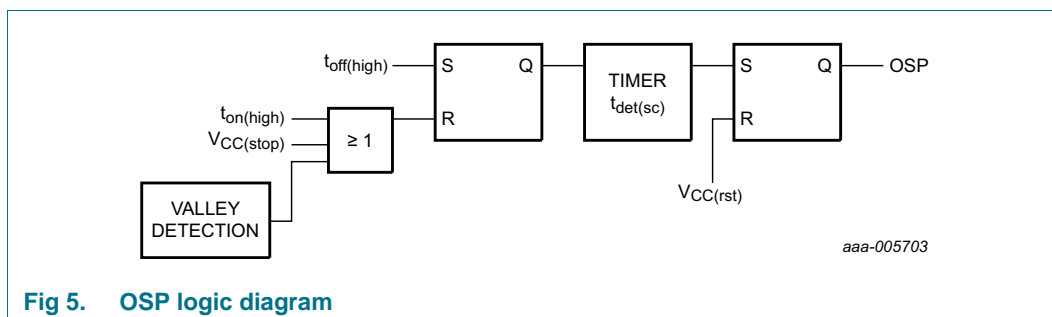 toff(high)
S
Q
TIMER
tdet(sc)
S
Q
OSP
ton(high)
VCC(stop)
≥ 1
R
R
VALLEY
DETECTION
VCC(rst)
aaa-005703
Fig 5. OSP logic diagram